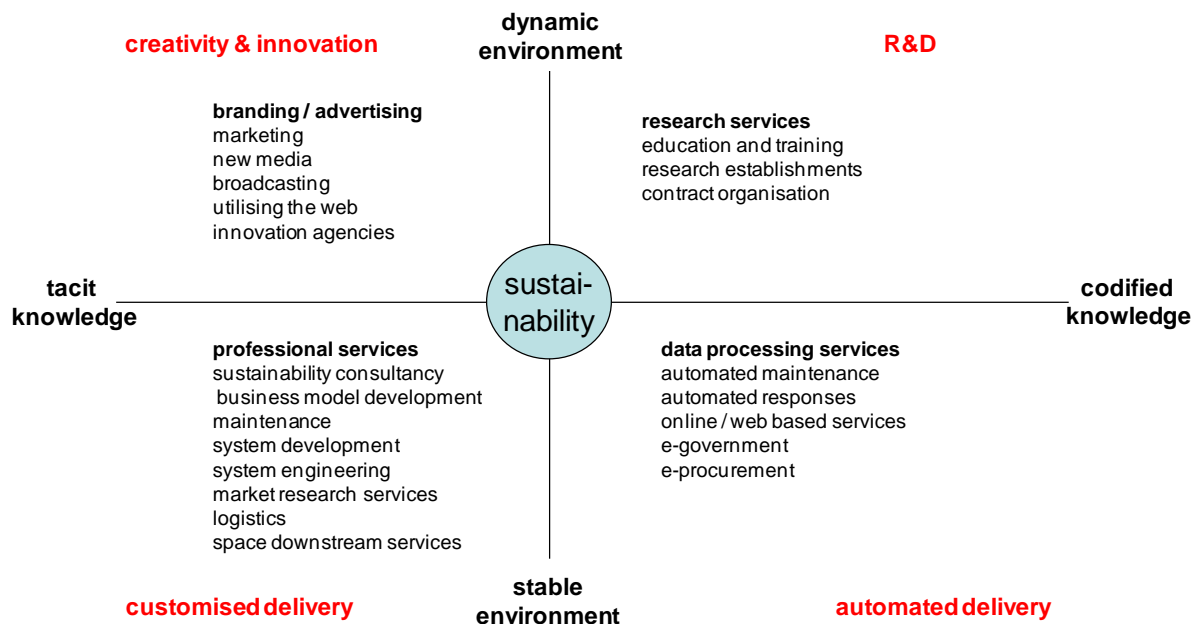 creativity & innovation
dynamic
environment
R&D
branding / advertising
marketing
new media
broadcasting
utilising the web
innovation agencies
research services
education and training
research establishments
contract organisation
tacit
knowledge
sustai-
nability
codified
knowledge
professional services
sustainability consultancy
business model development
maintenance
system development
system engineering
market research services
logistics
space downstream services
data processing services
automated maintenance
automated responses
online / web based services
e-government
e-procurement
customised delivery
stable
environment
automated delivery